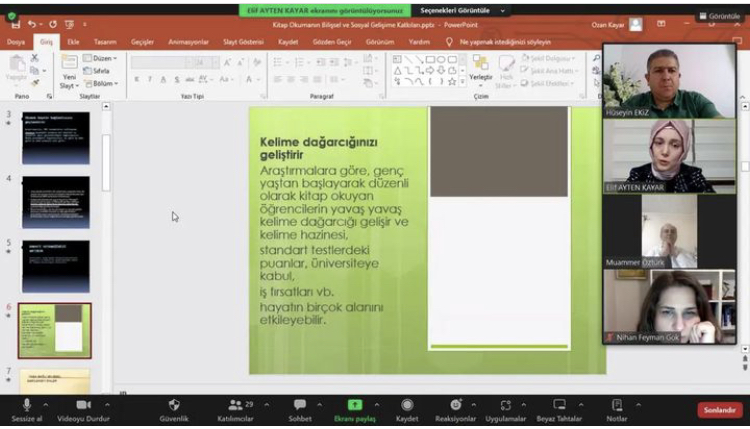 Elif AYTEN KAYAR ekranını görüntülüyorsunuz
Seçenekleri Görüntüle
Görüntüle
Kitap Okumanın Bilişsel ve Sosyal Gelişime Katkıları.pptx - PowerPoint
Ozan Kayar
Dosya Giriş Ekle Tasarım Geçişler Animasyonlar Slayt Gösterisi Kaydet Gözden Geçir Görünüm Yardım Ne yapmak istediğinizi söyleyin
Yapıştır
Yeni
Slayt
Düzen
Sıfırla
Bölüm
Yerleştir
Hızlı
Stiller
Şekil Dolgusu
Şekil Ana Hattı
Şekil Efektleri
Pano
Slaytlar
Yazı Tipi
Paragraf
Çizim
3
4
5
6
7
Kelime dağarcığınızı
geliştirir
Araştırmalara göre, genç
yaştan başlayarak düzenli
olarak kitap okuyan
öğrencilerin yavaş yavaş
kelime dağarcığı gelişir ve
kelime hazinesi,
standart testlerdeki
puanlar, üniversiteye
kabul,
iş fırsatları vb.
hayatın birçok alanını
etkileyebilir.
Hüseyin EKİZ
Elif AYTEN KAYAR
Muammer Öztürk
Nihan Feyman Gök
Sessize al
Videoyu Durdur
Güvenlik
29
Katılımcılar
Sohbet
Ekranı paylaş
Kaydet
Reaksiyonlar
Uygulamalar
Beyaz Tahtalar
Notlar
Sonlandır